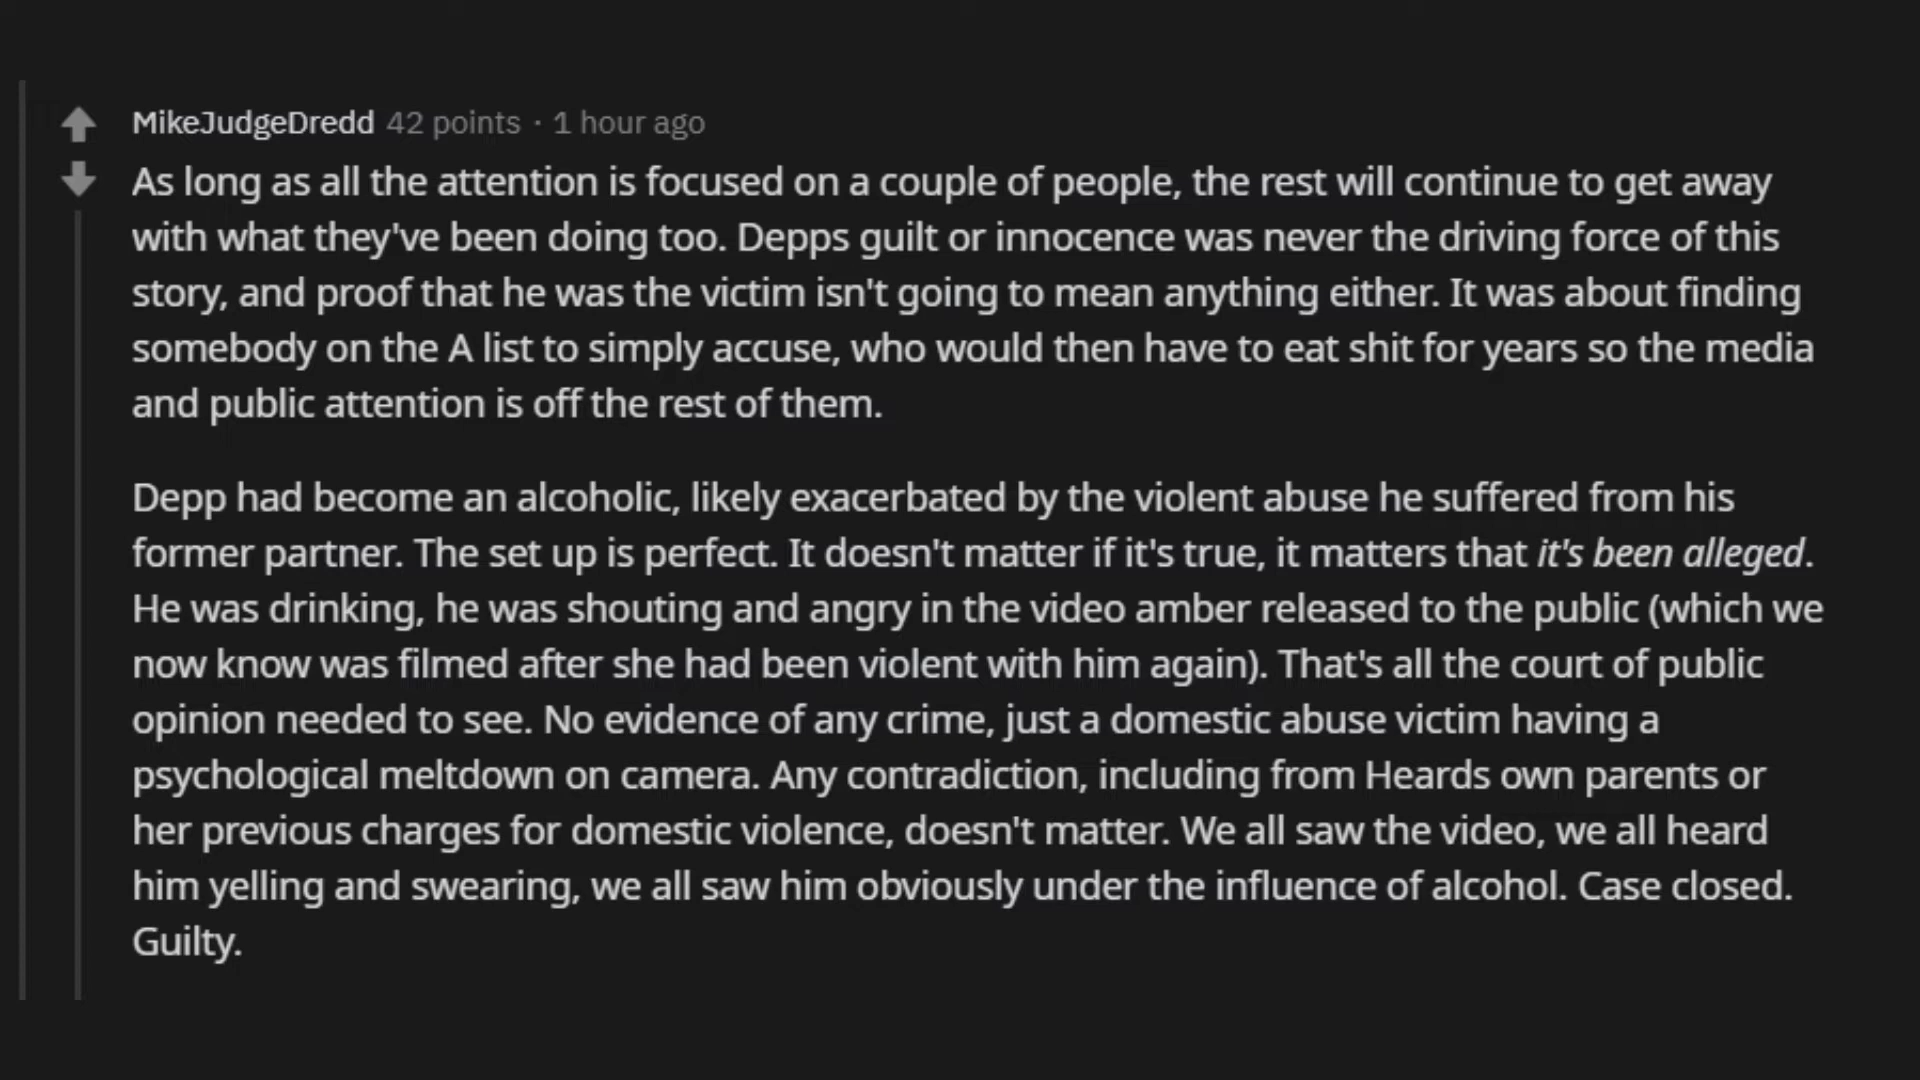 MikeJudgeDredd 42 points · 1 hour ago
As long as all the attention is focused on a couple of people, the rest will continue to get away
with what they've been doing too. Depps guilt or innocence was never the driving force of this
story, and proof that he was the victim isn't going to mean anything either. It was about finding
somebody on the A list to simply accuse, who would then have to eat shit for years so the media
and public attention is off the rest of them.
Depp had become an alcoholic, likely exacerbated by the violent abuse he suffered from his
former partner. The set up is perfect. It doesn't matter if it's true, it matters that it's been alleged.
He was drinking, he was shouting and angry in the video amber released to the public (which we
now know was filmed after she had been violent with him again). That's all the court of public
opinion needed to see. No evidence of any crime, just a domestic abuse victim having a
psychological meltdown on camera. Any contradiction, including from Heards own parents or
her previous charges for domestic violence, doesn't matter. We all saw the video, we all heard
him yelling and swearing, we all saw him obviously under the influence of alcohol. Case closed.
Guilty.